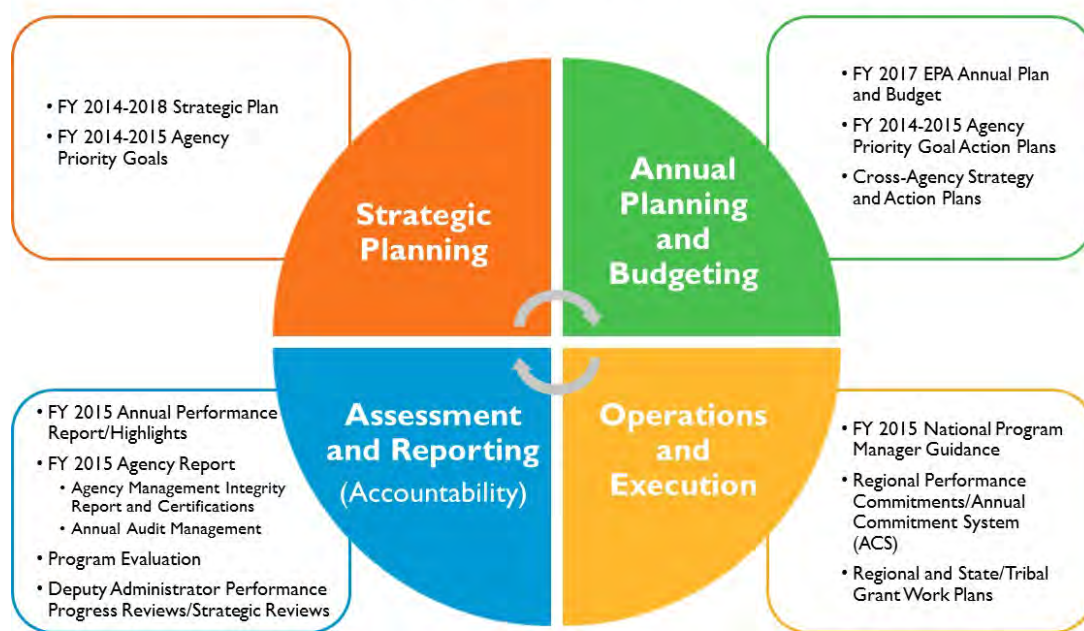 • FY 2014-2018 Strategic Plan
• FY 2014-2015 Agency
Priority Goals
Strategic
Planning
Annual
Planning
and
Budgeting
• FY 2017 EPA Annual Plan
and Budget
• FY 2014-2015 Agency
Priority Goal Action Plans
• Cross-Agency Strategy
and Action Plans
• FY 2015 Annual Performance
Report/Highlights
• FY 2015 Agency Report
• Agency Management Integrity
Report and Certifications
• Annual Audit Management
• Program Evaluation
• Deputy Administrator Performance
Progress Reviews/Strategic Reviews
Assessment
and Reporting
(Accountability)
Operations
and
Execution
• FY 2015 National Program
Manager Guidance
• Regional Performance
Commitments/Annual
Commitment System
(ACS)
• Regional and State/Tribal
Grant Work Plans